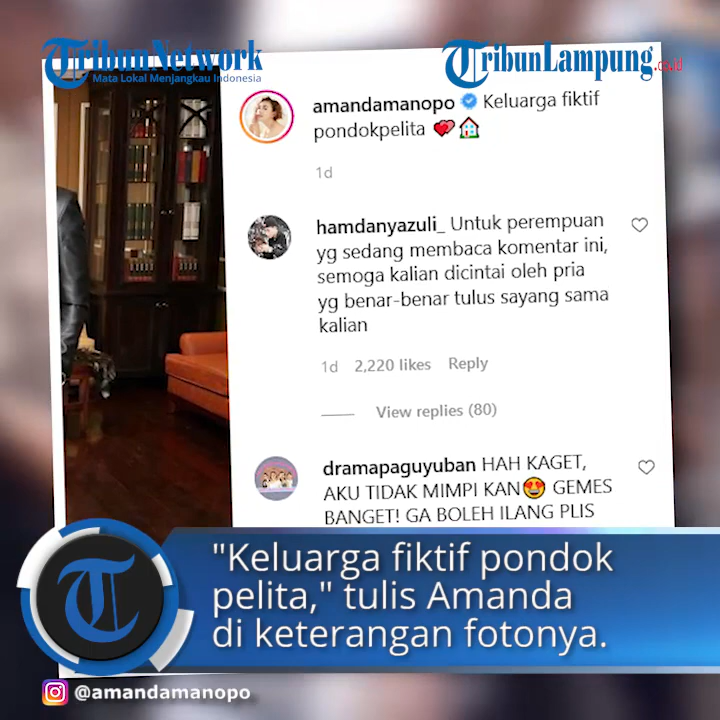 TribunNetwork
Mata Lokal Menjangkau Indonesia
TribunLampung.co.id
amandamanopo Keluarga fiktif
pondokpelita
1d
hamdanyazuli_ Untuk perempuan
yg sedang membaca komentar ini,
semoga kalian dicintai oleh pria
yg benar-benar tulus sayang sama
kalian
1d 2,220 likes Reply
View replies (80)
dramapaguyuban HAH KAGET,
AKU TIDAK MIMPI KAN😍 GEMES
BANGET! GA BOLEH ILANG PLIS
"Keluarga fiktif pondok
pelita," tulis Amanda
di keterangan fotonya.
@amandamanopo